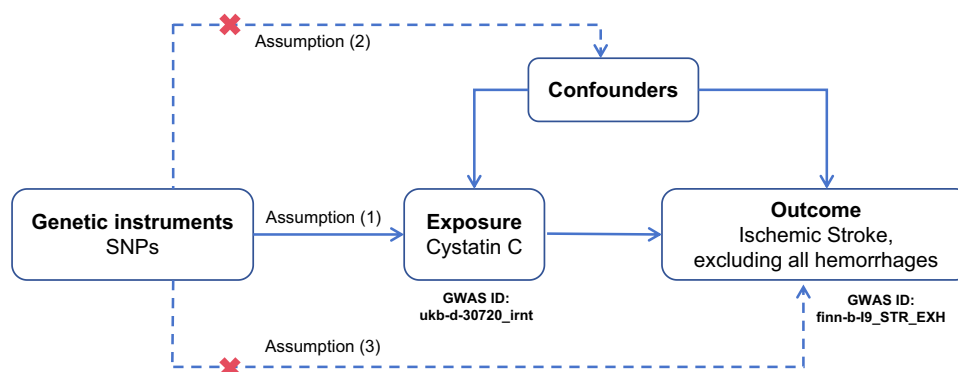 Assumption (2)
Confounders
Genetic instruments
SNPs
Assumption (1)
Exposure
Cystatin C
Outcome
Ischemic Stroke,
excluding all hemorrhages
GWAS ID:
ukb-d-30720_irnt
GWAS ID:
finn-b-I9_STR_EXH
Assumption (3)